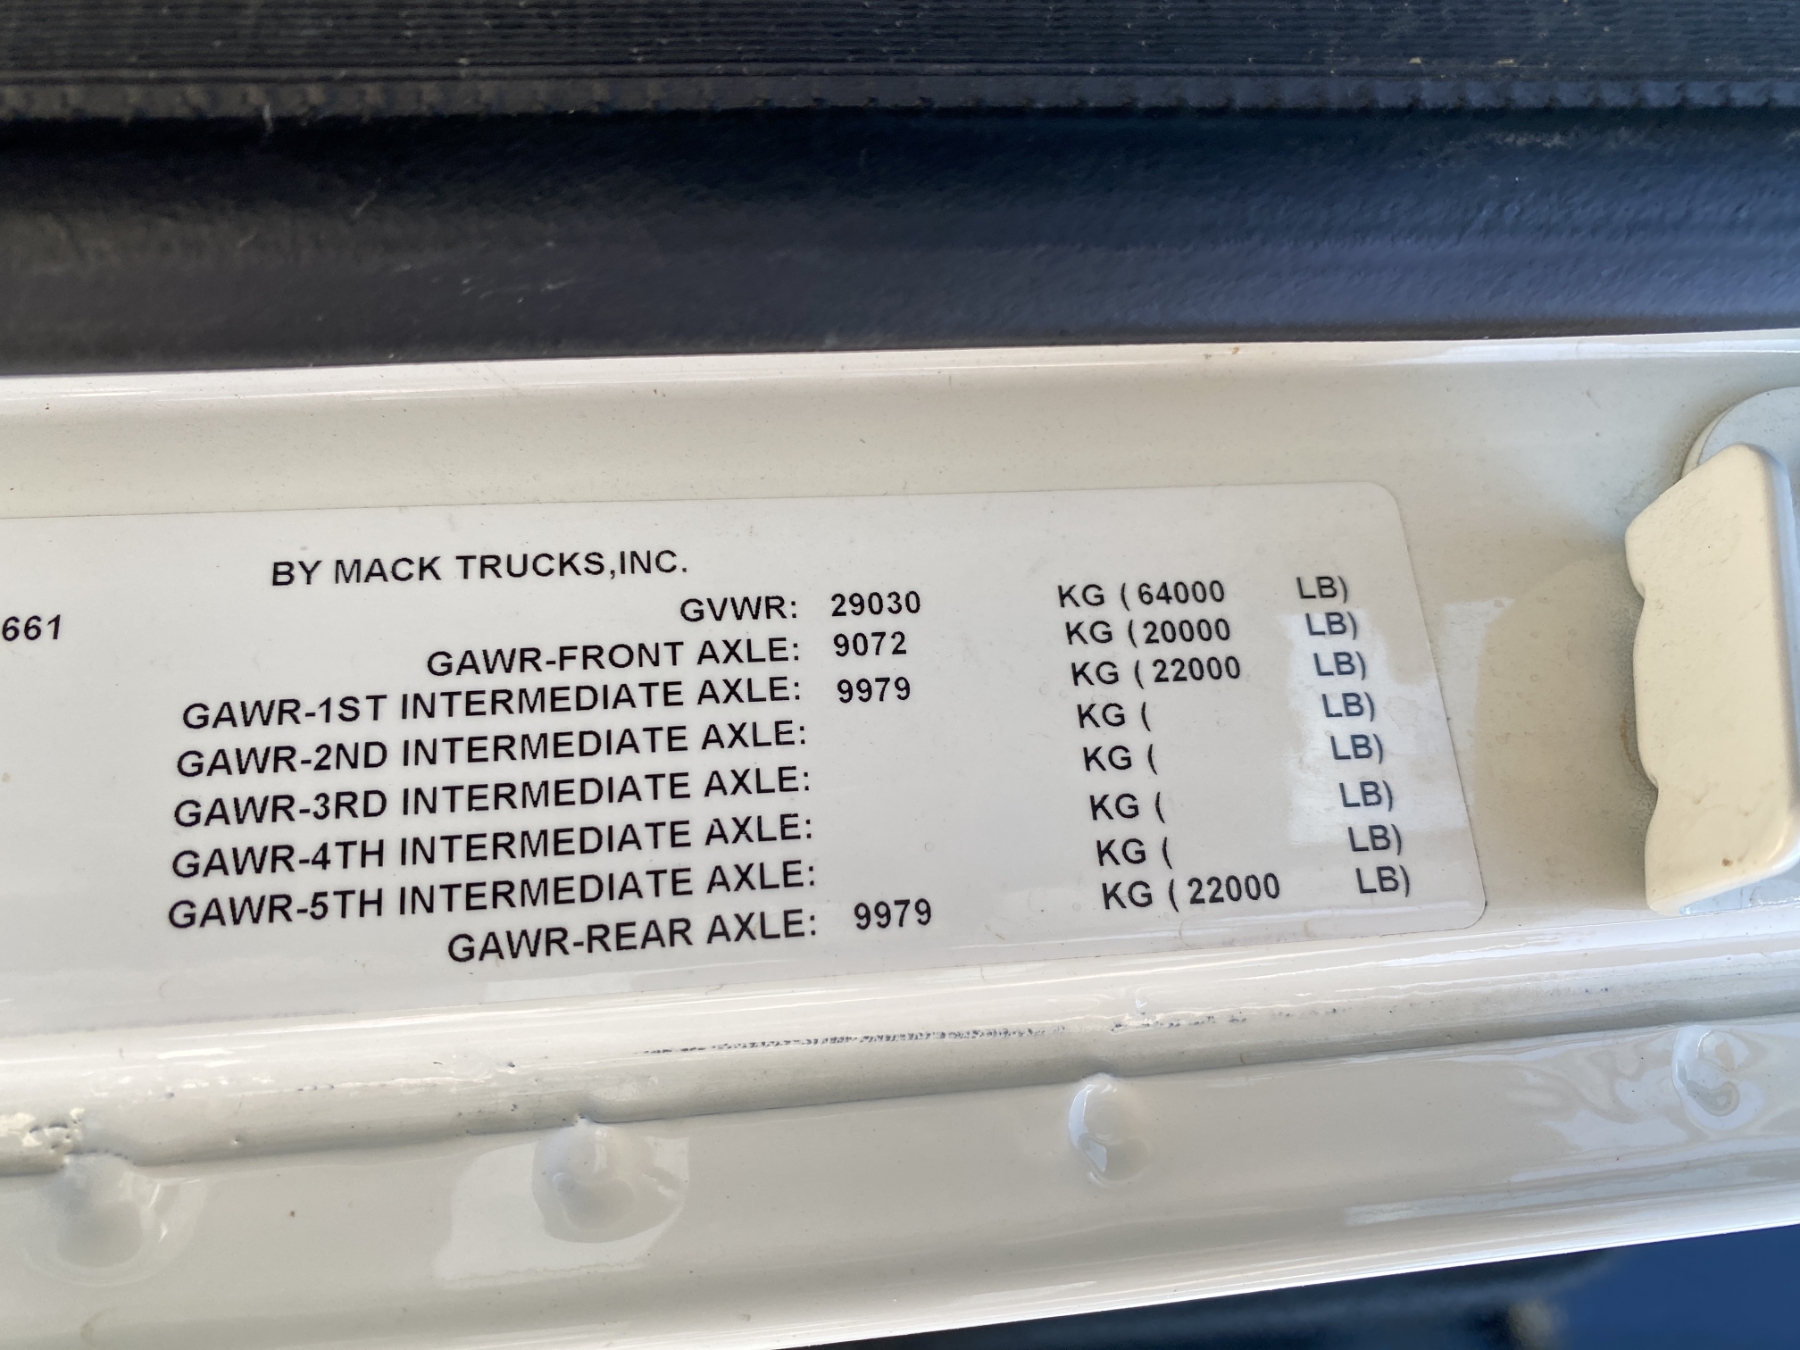 BY MACK TRUCKS,INC.
661
GVWR: 29030 KG (64000 LB)
GAWR-FRONT AXLE: 9072 KG (20000 LB)
GAWR-1ST INTERMEDIATE AXLE: 9979 KG (22000 LB)
GAWR-2ND INTERMEDIATE AXLE: KG ( LB)
GAWR-3RD INTERMEDIATE AXLE: KG ( LB)
GAWR-4TH INTERMEDIATE AXLE: KG ( LB)
GAWR-5TH INTERMEDIATE AXLE: KG ( LB)
GAWR-REAR AXLE: 9979 KG (22000 LB)